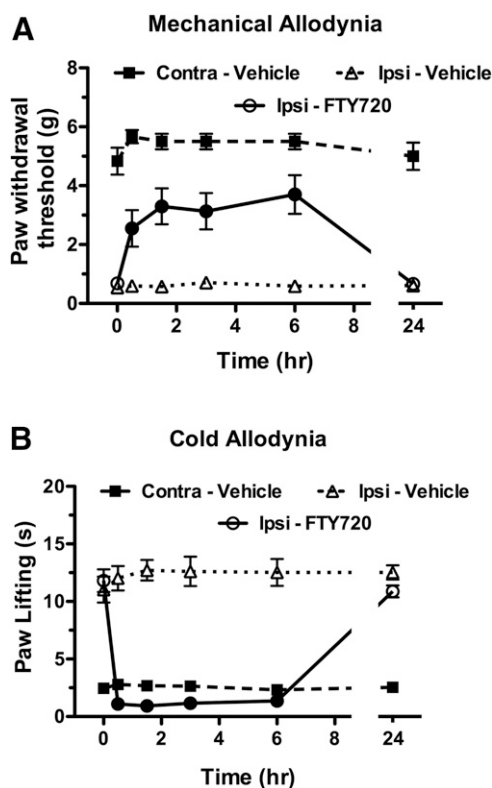 A
Mechanical Allodynia
Contra - Vehicle Ipsi - Vehicle
Ipsi - FTY720
Paw withdrawal
threshold (g)
8
6
4
2
0
0 2 4 6 8 24
Time (hr)
B
Cold Allodynia
Contra - Vehicle Ipsi - Vehicle
Ipsi - FTY720
Paw Lifting (s)
20
15
10
5
0
0 2 4 6 8 24
Time (hr)